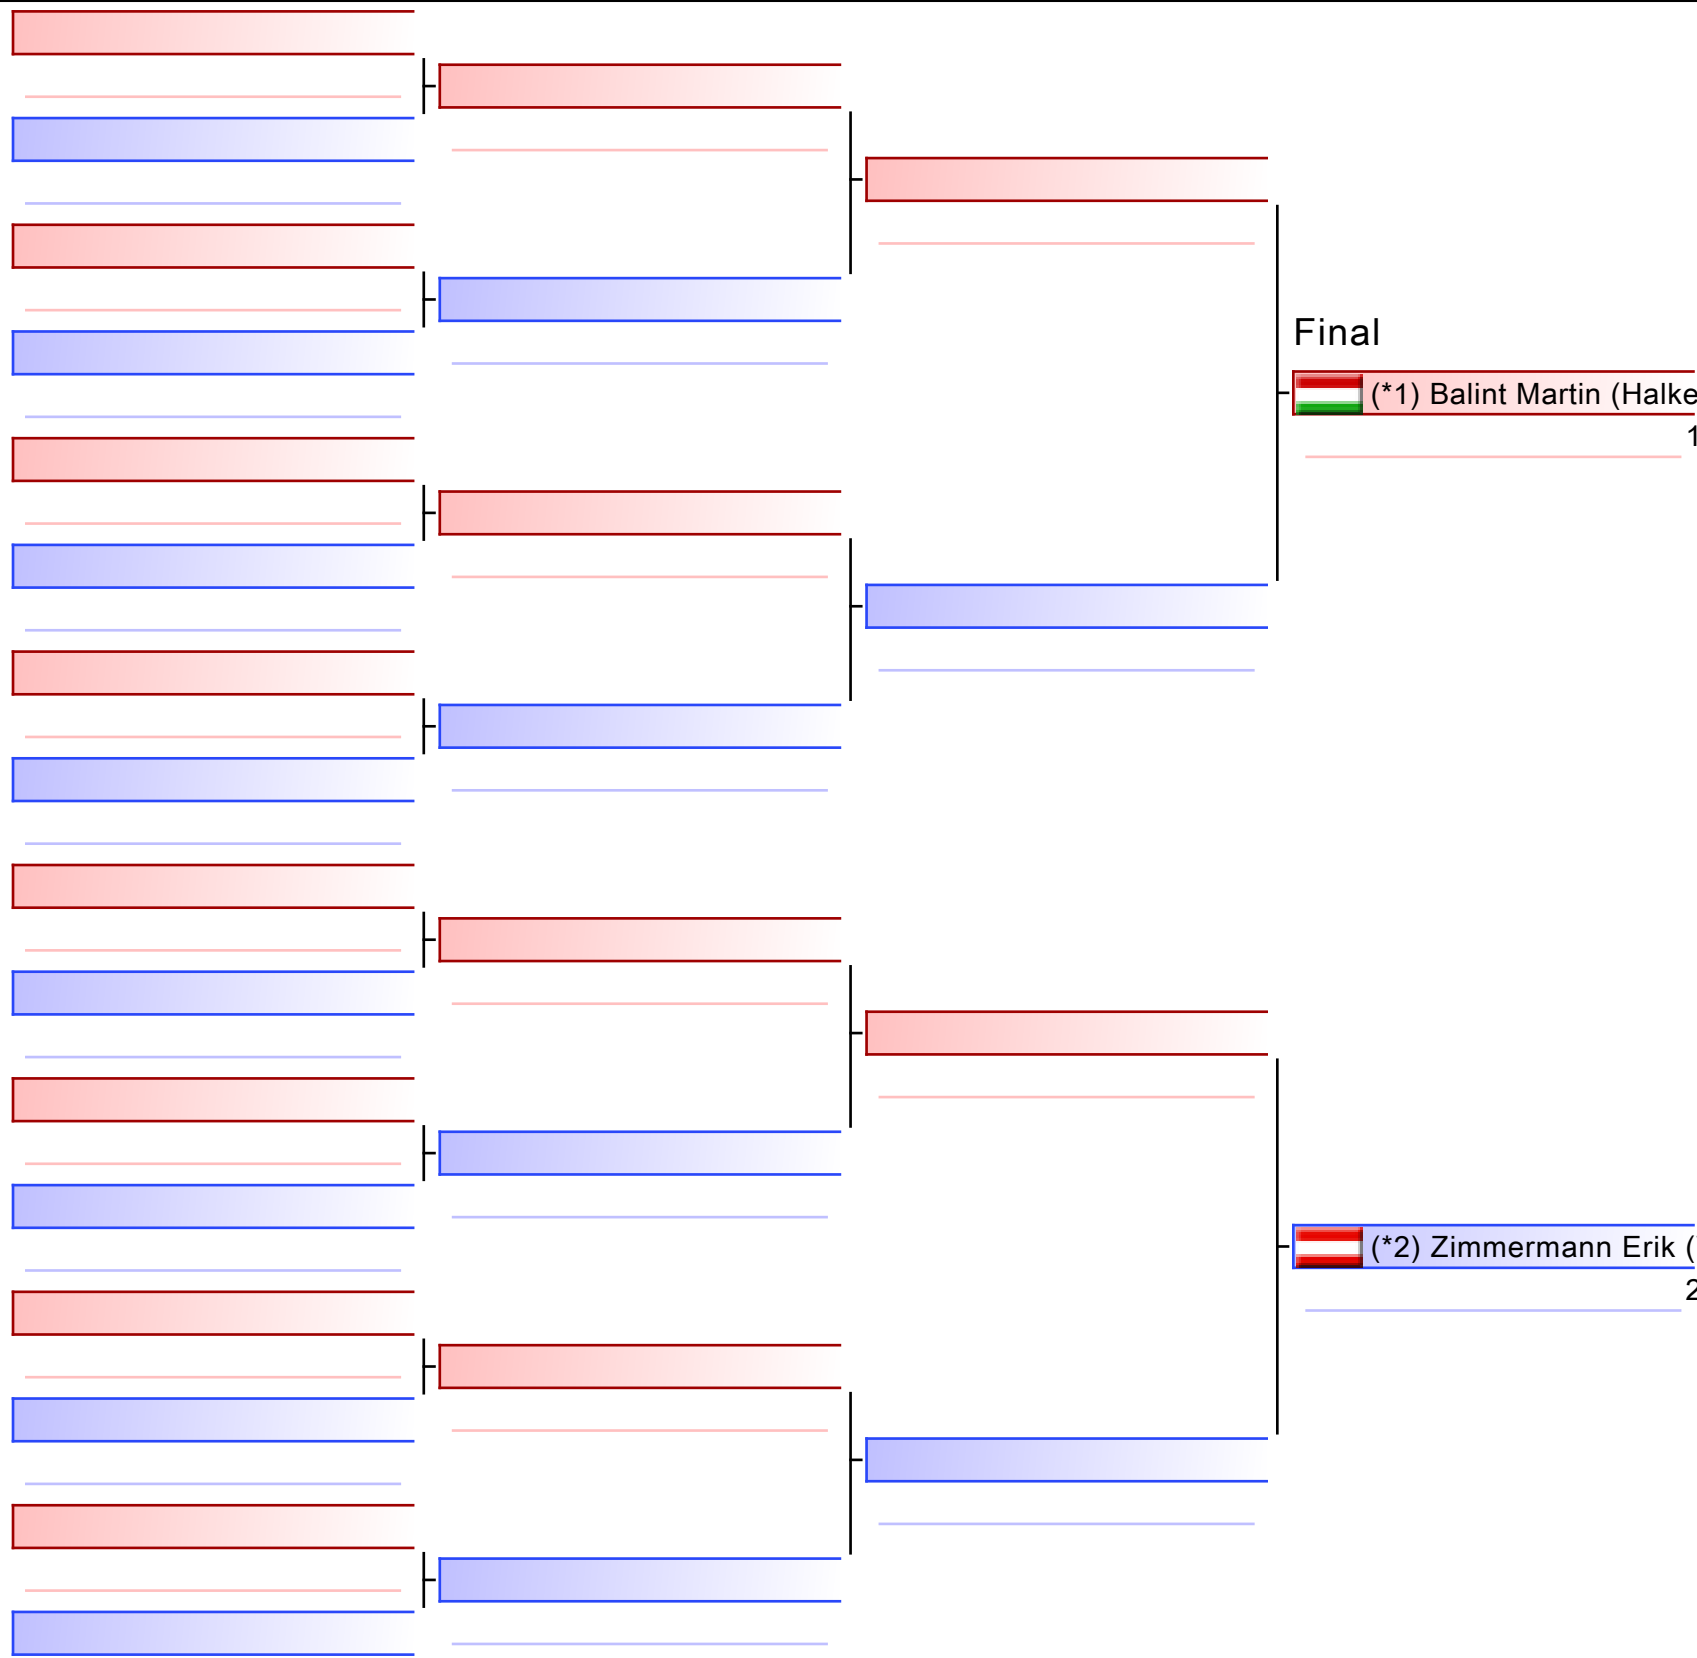 Final
(*1) Balint Martin (Halke
1
(*2) Zimmermann Erik (
2